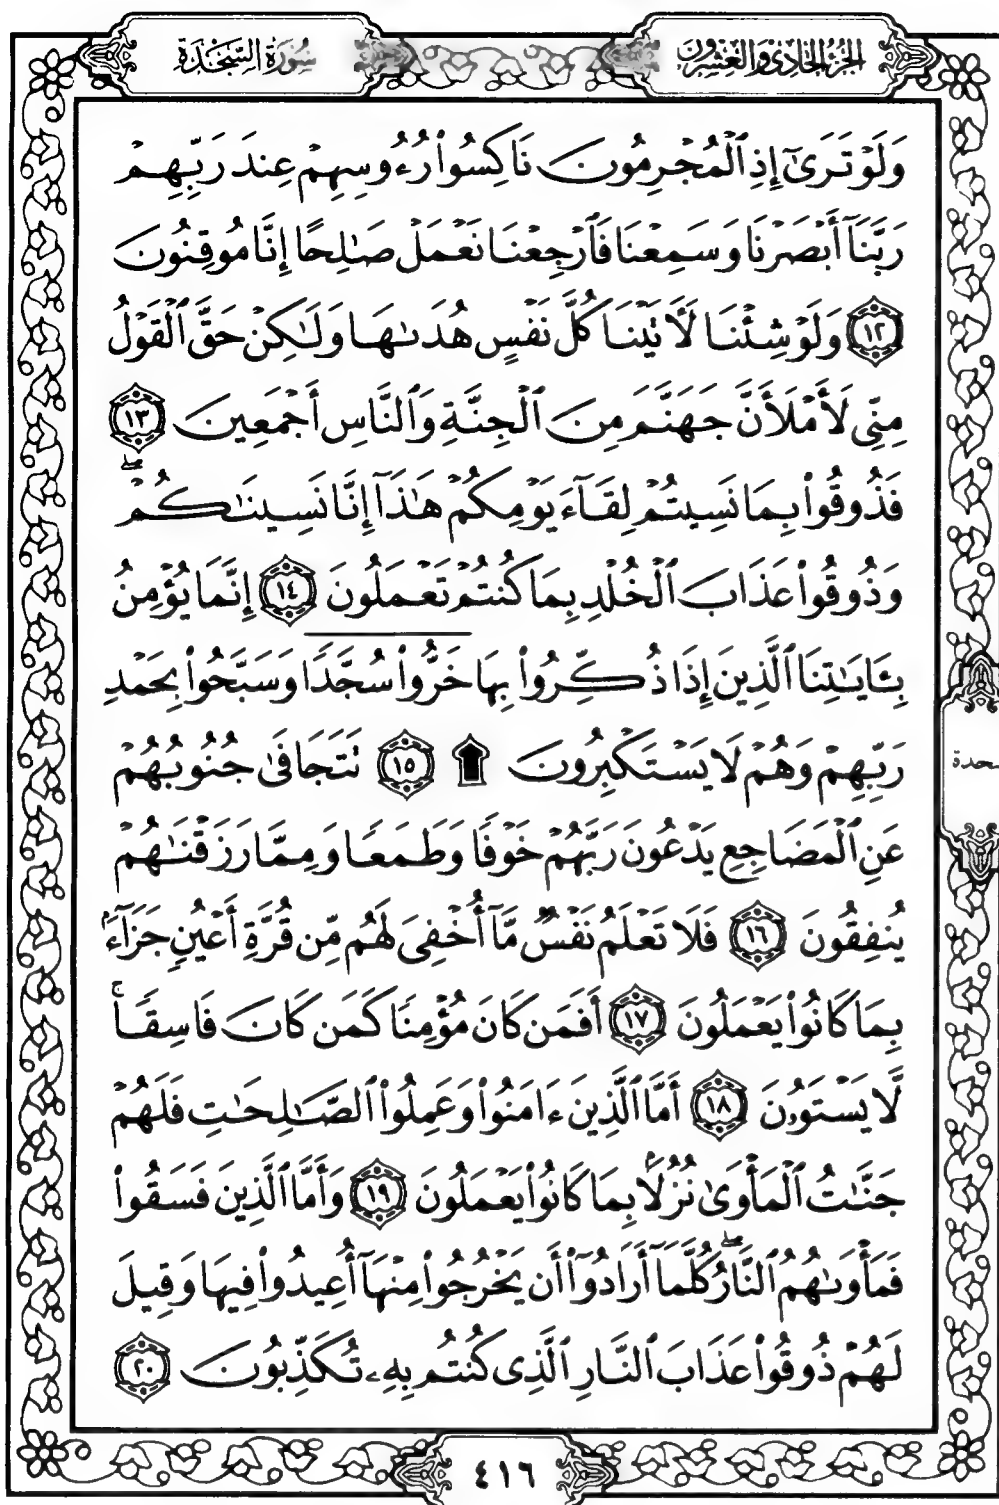 الجزء الحادي والعشرون
سورة السجدة
وَلَوْ تَرَىٰٓ إِذِ ٱلْمُجْرِمُونَ نَاكِسُوا۟ رُءُوسِهِمْ عِندَ رَبِّهِمْ
رَبَّنَآ أَبْصَرْنَا وَسَمِعْنَا فَٱرْجِعْنَا نَعْمَلْ صَـٰلِحًا إِنَّا مُوقِنُونَ
١٢ وَلَوْ شِئْنَا لَـَٔاتَيْنَا كُلَّ نَفْسٍ هُدَىٰهَا وَلَـٰكِنْ حَقَّ ٱلْقَوْلُ
مِنِّى لَأَمْلَأَنَّ جَهَنَّمَ مِنَ ٱلْجِنَّةِ وَٱلنَّاسِ أَجْمَعِينَ ١٣
فَذُوقُوا۟ بِمَا نَسِيتُمْ لِقَآءَ يَوْمِكُمْ هَـٰذَآ إِنَّا نَسِينَـٰكُمْ ۖ
وَذُوقُوا۟ عَذَابَ ٱلْخُلْدِ بِمَا كُنتُمْ تَعْمَلُونَ ١٤ إِنَّمَا يُؤْمِنُ
بِـَٔايَـٰتِنَا ٱلَّذِينَ إِذَا ذُكِّرُوا۟ بِهَا خَرُّوا۟ سُجَّدًا وَسَبَّحُوا۟ بِحَمْدِ
رَبِّهِمْ وَهُمْ لَا يَسْتَكْبِرُونَ ۩ ١٥ تَتَجَافَىٰ جُنُوبُهُمْ
سجدة
عَنِ ٱلْمَضَاجِعِ يَدْعُونَ رَبَّهُمْ خَوْفًا وَطَمَعًا وَمِمَّا رَزَقْنَـٰهُمْ
يُنفِقُونَ ١٦ فَلَا تَعْلَمُ نَفْسٌ مَّآ أُخْفِىَ لَهُم مِّن قُرَّةِ أَعْيُنٍ جَزَآءًۢ
بِمَا كَانُوا۟ يَعْمَلُونَ ١٧ أَفَمَن كَانَ مُؤْمِنًا كَمَن كَانَ فَاسِقًا ۚ
لَّا يَسْتَوُۥنَ ١٨ أَمَّا ٱلَّذِينَ ءَامَنُوا۟ وَعَمِلُوا۟ ٱلصَّـٰلِحَـٰتِ فَلَهُمْ
جَنَّـٰتُ ٱلْمَأْوَىٰ نُزُلًۢا بِمَا كَانُوا۟ يَعْمَلُونَ ١٩ وَأَمَّا ٱلَّذِينَ فَسَقُوا۟
فَمَأْوَىٰهُمُ ٱلنَّارُ ۖ كُلَّمَآ أَرَادُوٓا۟ أَن يَخْرُجُوا۟ مِنْهَآ أُعِيدُوا۟ فِيهَا وَقِيلَ
لَهُمْ ذُوقُوا۟ عَذَابَ ٱلنَّارِ ٱلَّذِى كُنتُم بِهِۦ تُكَذِّبُونَ ٢٠
٤١٦